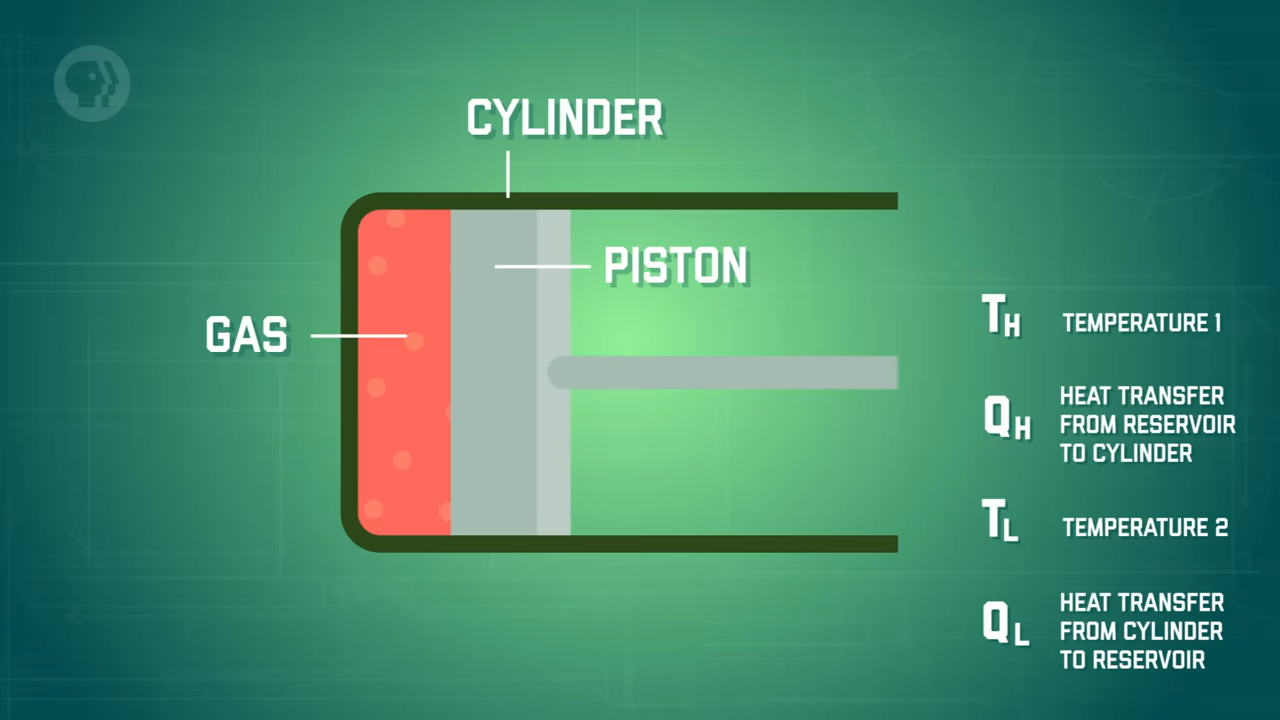 CYLINDER
PISTON
GAS
TH TEMPERATURE 1
QH HEAT TRANSFER
FROM RESERVOIR
TO CYLINDER
TL TEMPERATURE 2
QL HEAT TRANSFER
FROM CYLINDER
TO RESERVOIR